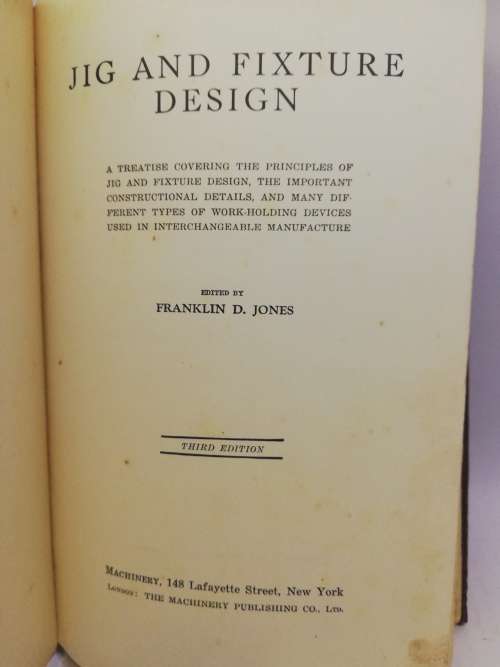 JIG AND FIXTURE
DESIGN
A TREATISE COVERING THE PRINCIPLES OF
JIG AND FIXTURE DESIGN, THE IMPORTANT
CONSTRUCTIONAL DETAILS, AND MANY DIF-
FERENT TYPES OF WORK-HOLDING DEVICES
USED IN INTERCHANGEABLE MANUFACTURE
EDITED BY
FRANKLIN D. JONES
THIRD EDITION
MACHINERY, 148 Lafayette Street, New York
LONDON: THE MACHINERY PUBLISHING CO., LTD.